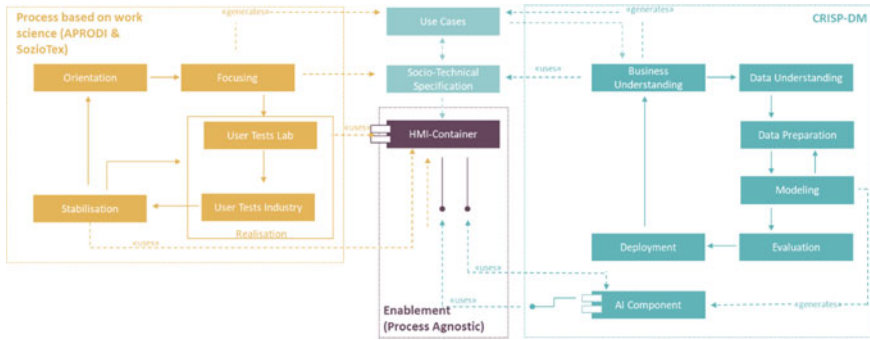 Process based on work
science (APRODI &
SozioTex)
«generates»
Use Cases
«generates»
CRISP-DM
Orientation
Focusing
Socio-Technical
Specification
Business
Understanding
Data Understanding
«uses»
User Tests Lab
«uses»
HMI-Container
Data Preparation
Stabilisation
User Tests Industry
Modeling
Realisation
«uses»
Deployment
Evaluation
«uses»
«uses»
Enablement
(Process Agnostic)
AI Component
«generates»